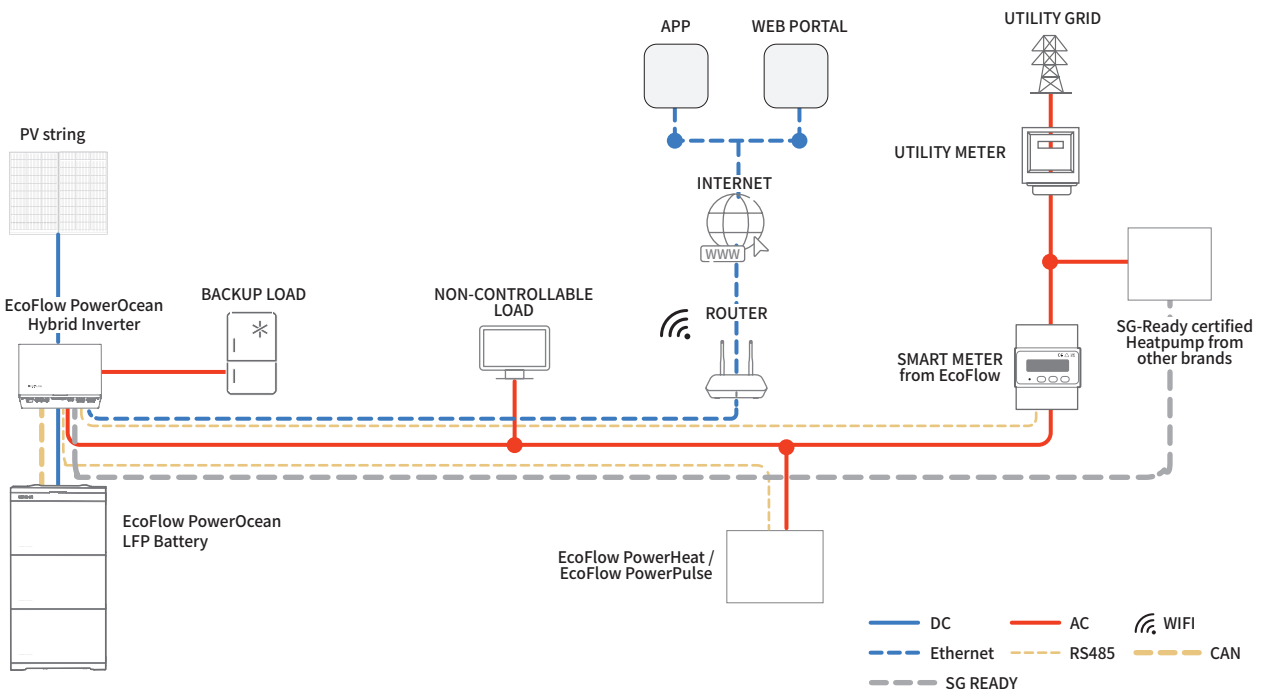 APP
WEB PORTAL
UTILITY GRID
PV string
UTILITY METER
INTERNET
WWW
EcoFlow PowerOcean
Hybrid Inverter
BACKUP LOAD
NON-CONTROLLABLE
LOAD
ROUTER
SMART METER
from EcoFlow
SG-Ready certified
Heatpump from
other brands
EcoFlow PowerOcean
LFP Battery
EcoFlow PowerHeat /
EcoFlow PowerPulse
DC
AC
WIFI
Ethernet
RS485
CAN
SG READY